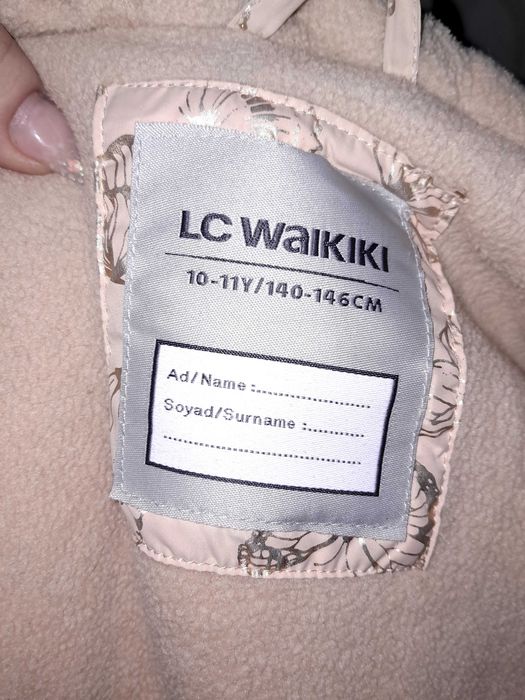 LC WaiKIKI
10-11Y/140-146CM
Ad/Name :......................
Soyad/Surname :...........
......................................